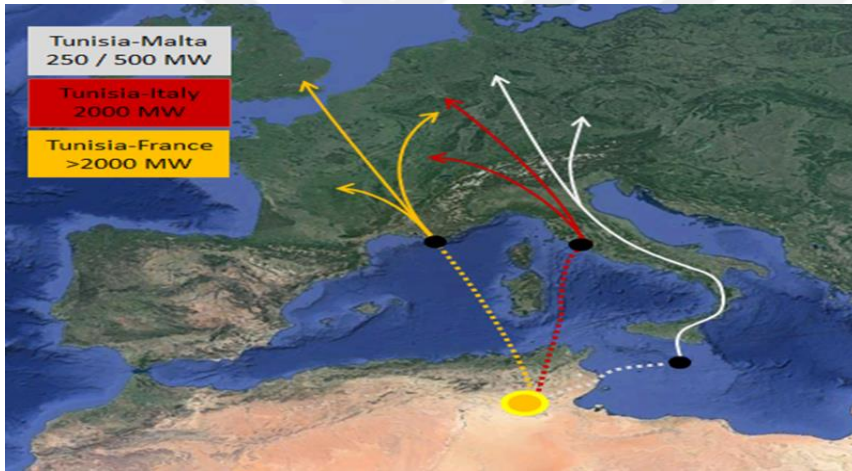 Tunisia-Malta
250 / 500 MW
Tunisia-Italy
2000 MW
Tunisia-France
>2000 MW